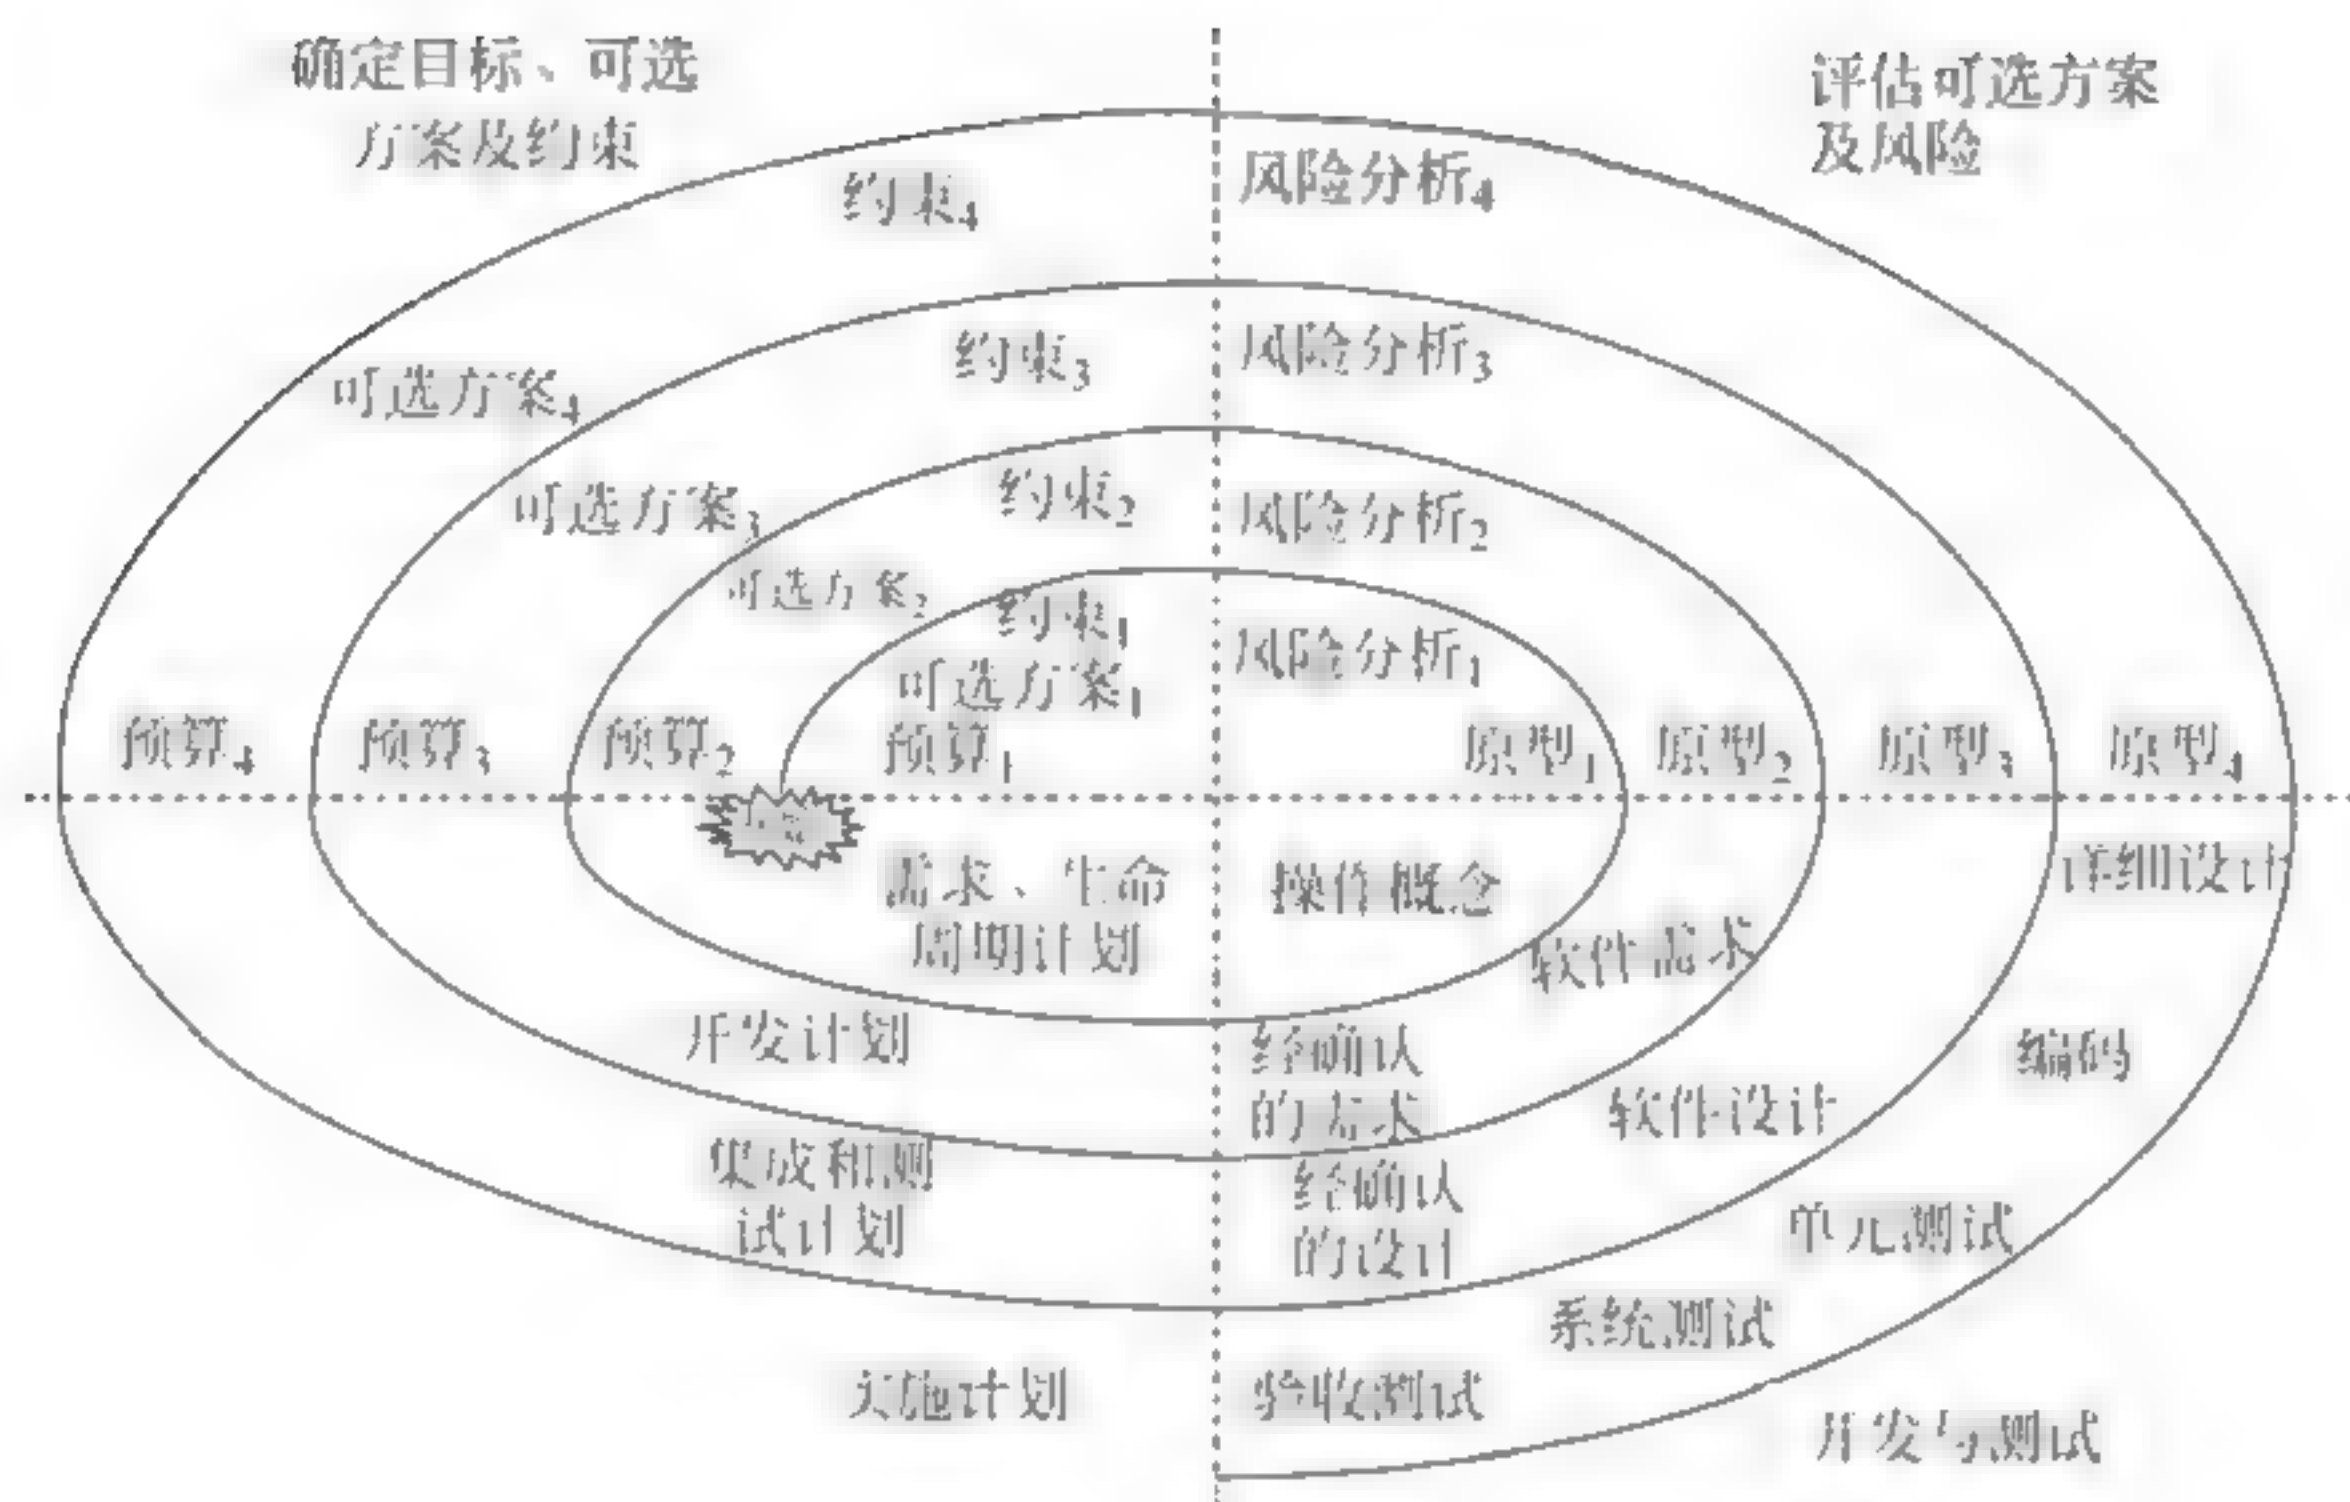 确定目标、可选
方案及约束
评估可选方案
及风险
约束4
风险分析4
约束3
风险分析3
可选方案4
约束2
风险分析2
可选方案3
可选方案2
约束1
风险分析1
可选方案1
预算4
预算3
预算2
预算1
原型1
原型2
原型3
原型4
需求、生命
周期计划
操作概念
软件需求
详细设计
开发计划
经确认
的需求
软件设计
编码
集成和测
试计划
经确认
的设计
单元测试
系统测试
实施计划
验收测试
开发与测试